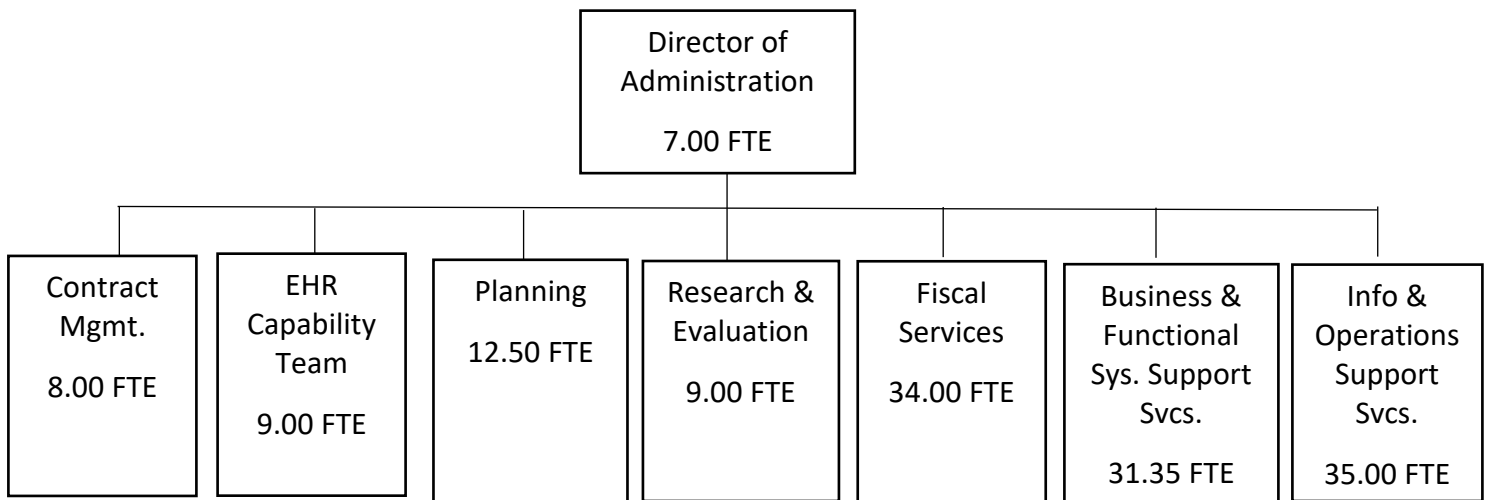 Director of
Administration
7.00 FTE
Contract
Mgmt.
8.00 FTE
EHR
Capability
Team
9.00 FTE
Planning
12.50 FTE
Research &
Evaluation
9.00 FTE
Fiscal
Services
34.00 FTE
Business &
Functional
Sys. Support
Svcs.
31.35 FTE
Info &
Operations
Support
Svcs.
35.00 FTE